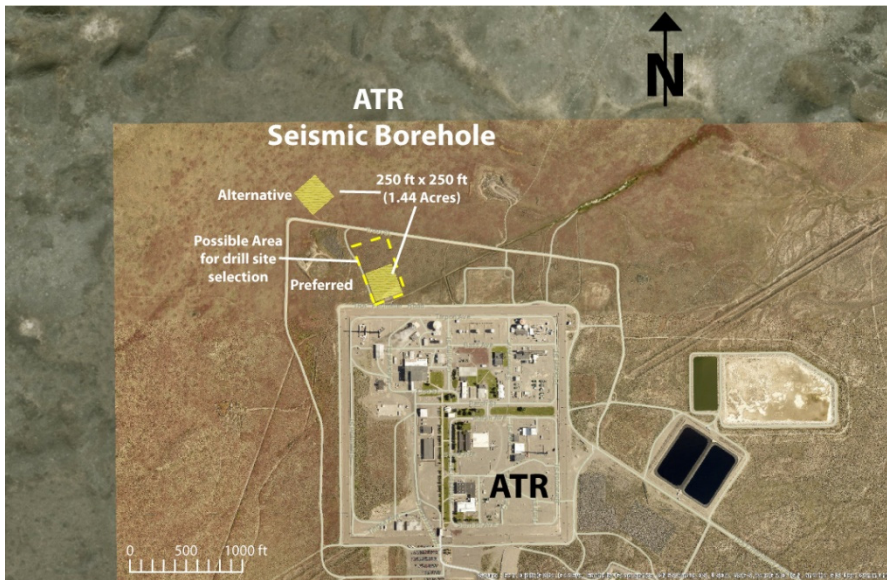 N
ATR
Seismic Borehole
250 ft x 250 ft
(1.44 Acres)
Alternative
Possible Area
for drill site
selection
Preferred
ATR
0 500 1000 ft